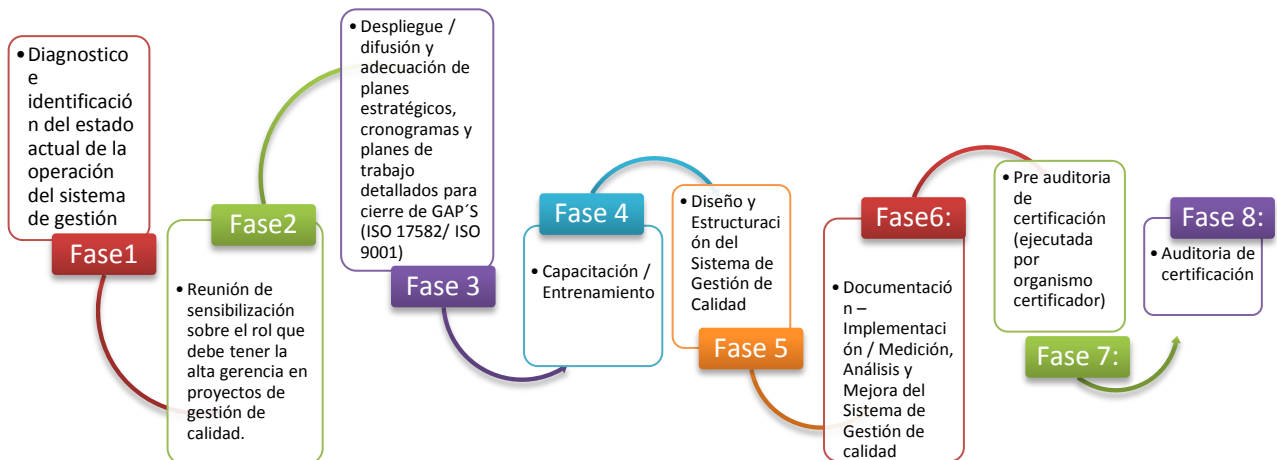 • Diagnostico
e
identificació
n del estado
actual de la
operación
del sistema
de gestión
Fase1
Fase2
• Reunión de
sensibilización
sobre el rol que
debe tener la
alta gerencia en
proyectos de
gestión de
calidad.
• Despliegue /
difusión y
adecuación de
planes
estratégicos,
cronogramas y
planes de
trabajo
detallados para
cierre de GAP´S
(ISO 17582/ ISO
9001)
Fase 3
Fase 4
• Capacitación /
Entrenamiento
• Diseño y
Estructuraci
ón del
Sistema de
Gestión de
Calidad
Fase 5
Fase6:
• Documentació
n –
Implementaci
ón / Medición,
Análisis y
Mejora del
Sistema de
Gestión de
calidad
• Pre auditoria
de
certificación
(ejecutada
por
organismo
certificador)
Fase 7:
Fase 8:
• Auditoria de
certificación